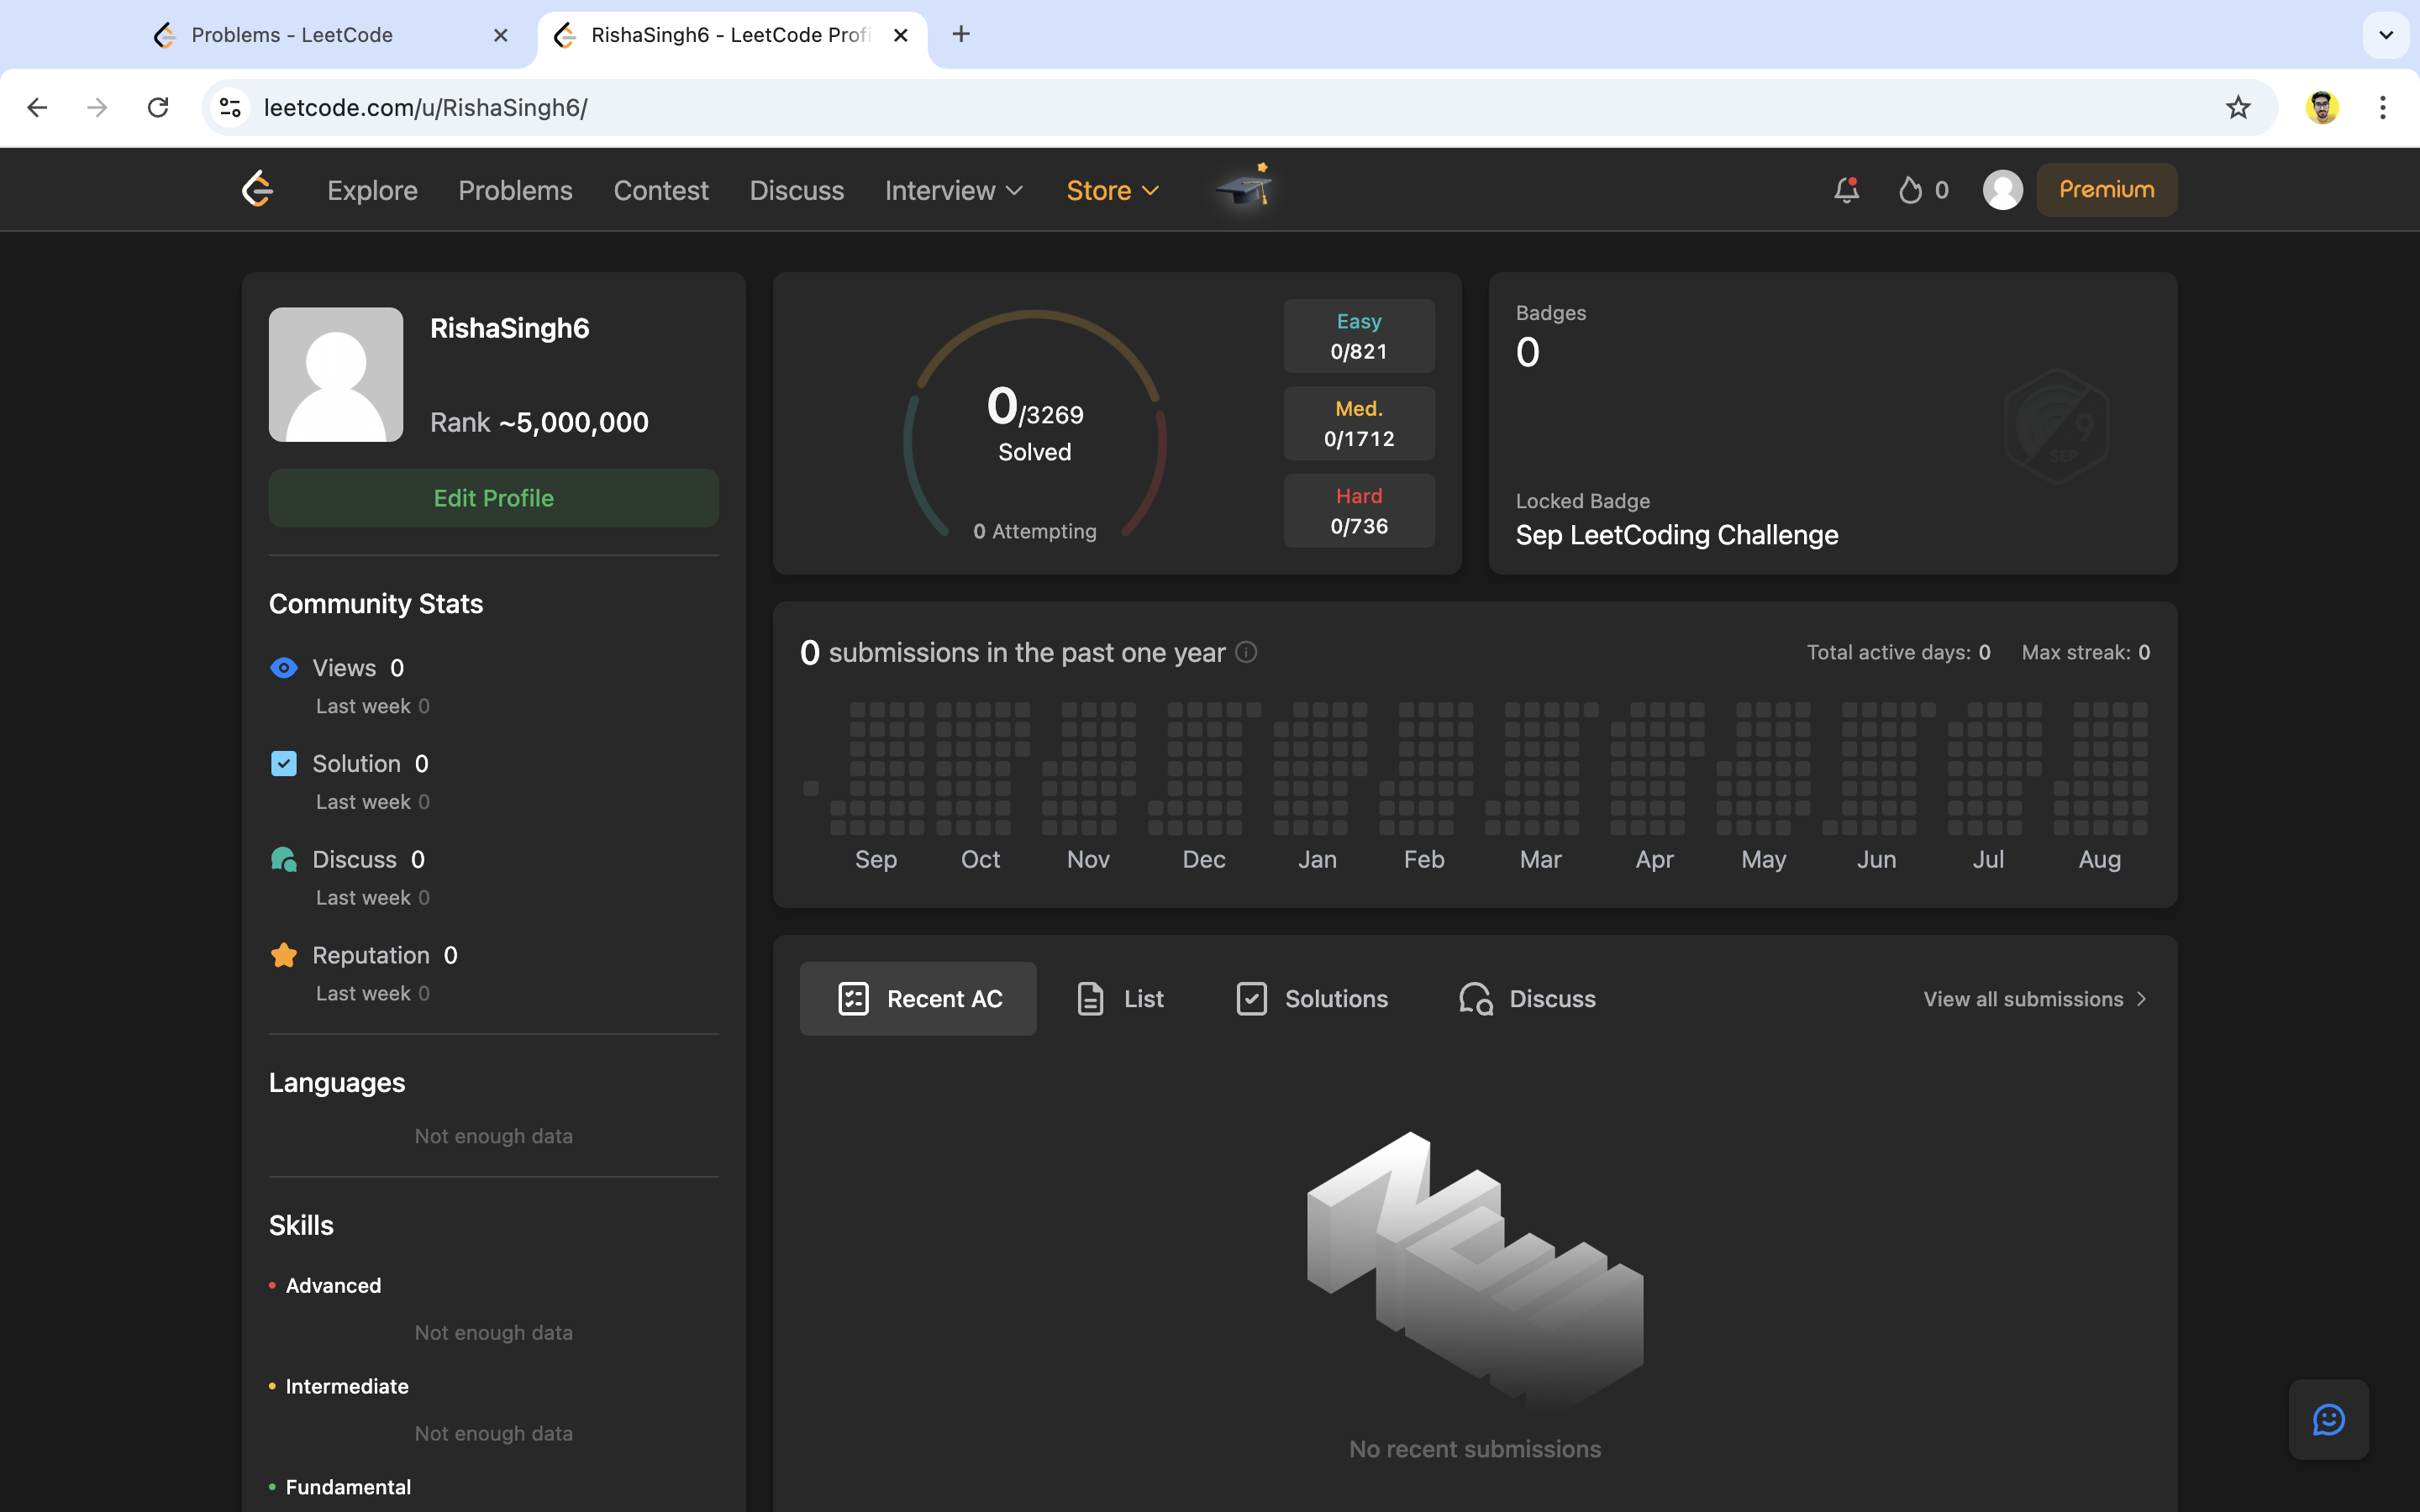 Problems - LeetCode
RishaSingh6 - LeetCode Profi
leetcode.com/u/RishaSingh6/
Explore
Problems
Contest
Discuss
Interview
Store
0
Premium
RishaSingh6
Rank ~5,000,000
Edit Profile
Community Stats
Views 0
Last week 0
Solution 0
Last week 0
Discuss 0
Last week 0
Reputation 0
Last week 0
Languages
Not enough data
Skills
Advanced
Not enough data
Intermediate
Not enough data
Fundamental
0/3269
Solved
0 Attempting
Easy
0/821
Med.
0/1712
Hard
0/736
Badges
0
9
SEP
Locked Badge
Sep LeetCoding Challenge
0 submissions in the past one year
Total active days: 0
Max streak: 0
Sep Oct Nov Dec Jan Feb Mar Apr May Jun Jul Aug
Recent AC
List
Solutions
Discuss
View all submissions
No recent submissions